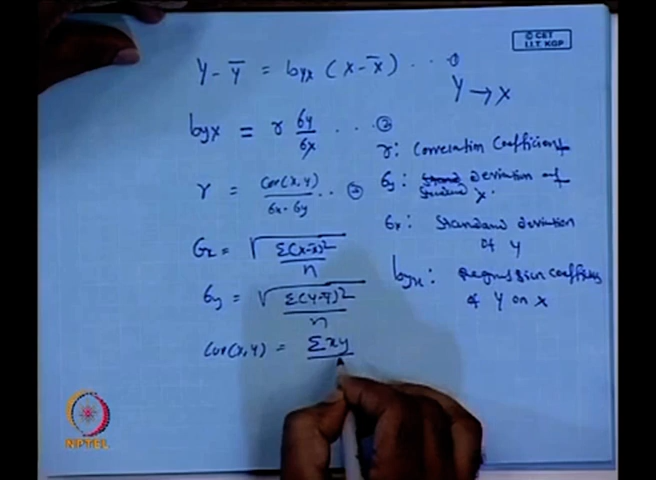 © CET
I.I.T. KGP
Y - ȳ = byx (X - x̄) ... ①
Y → X
byx = r σy/σx ... ②
r: Correlation Coefficient
r = Cov(x,y)/σx·σy ...
σy: deviation of
x.
σx: Standard deviation
of y
σx = √(Σ(x-x̄)²/n)
byx: Regression coefficient
of Y on x
σy = √(Σ(y-ȳ)²/n)
Cov(x,y) = Σxy
NPTEL